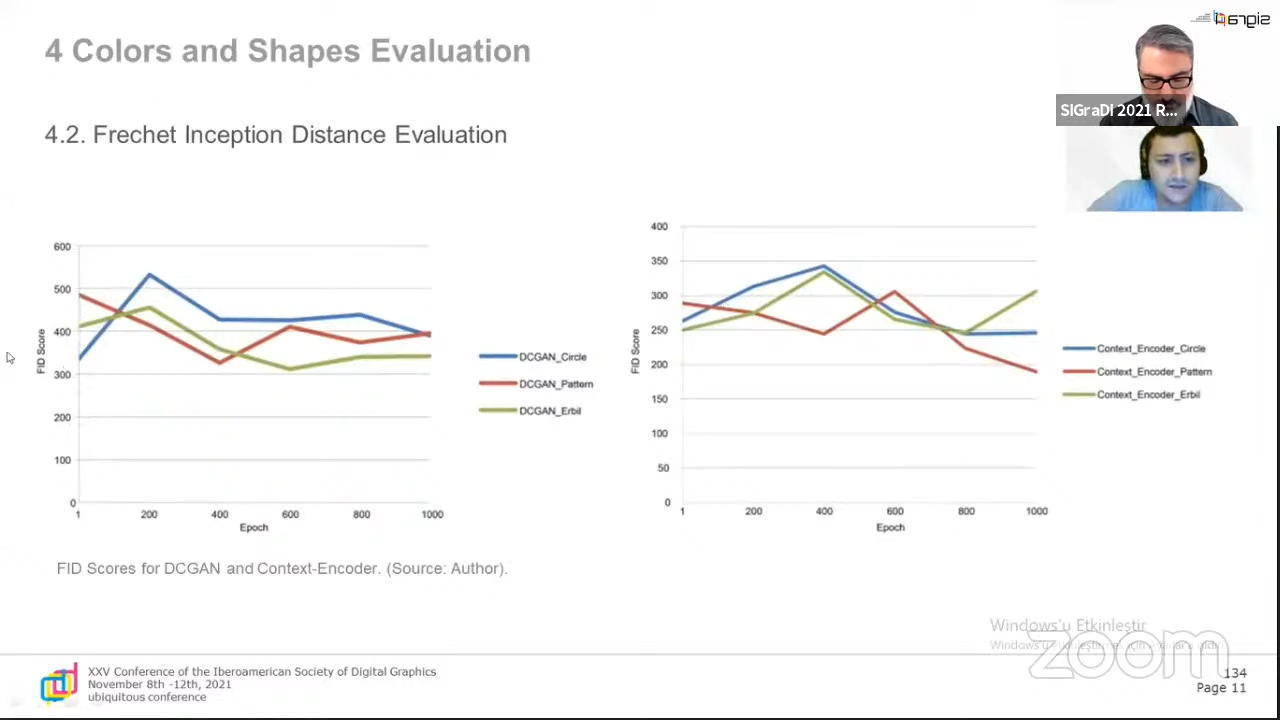 4 Colors and Shapes Evaluation
4.2. Frechet Inception Distance Evaluation
SIGraDI 2021 R...
600
500
400
300
200
100
0
FID Score
1 200 400 600 800 1000
Epoch
DCGAN_Circle
DCGAN_Pattern
DCGAN_Erbil
400
350
300
250
200
150
100
50
0
FID Score
1 200 400 600 800 1000
Epoch
Context_Encoder_Circle
Context_Encoder_Pattern
Context_Encoder_Erbil
FID Scores for DCGAN and Context-Encoder. (Source: Author).
Windows'u Etkinleştir
Windows'u
zoom
XXV Conference of the Iberoamerican Society of Digital Graphics
November 8th -12th, 2021
ubiquitous conference
134
Page 11